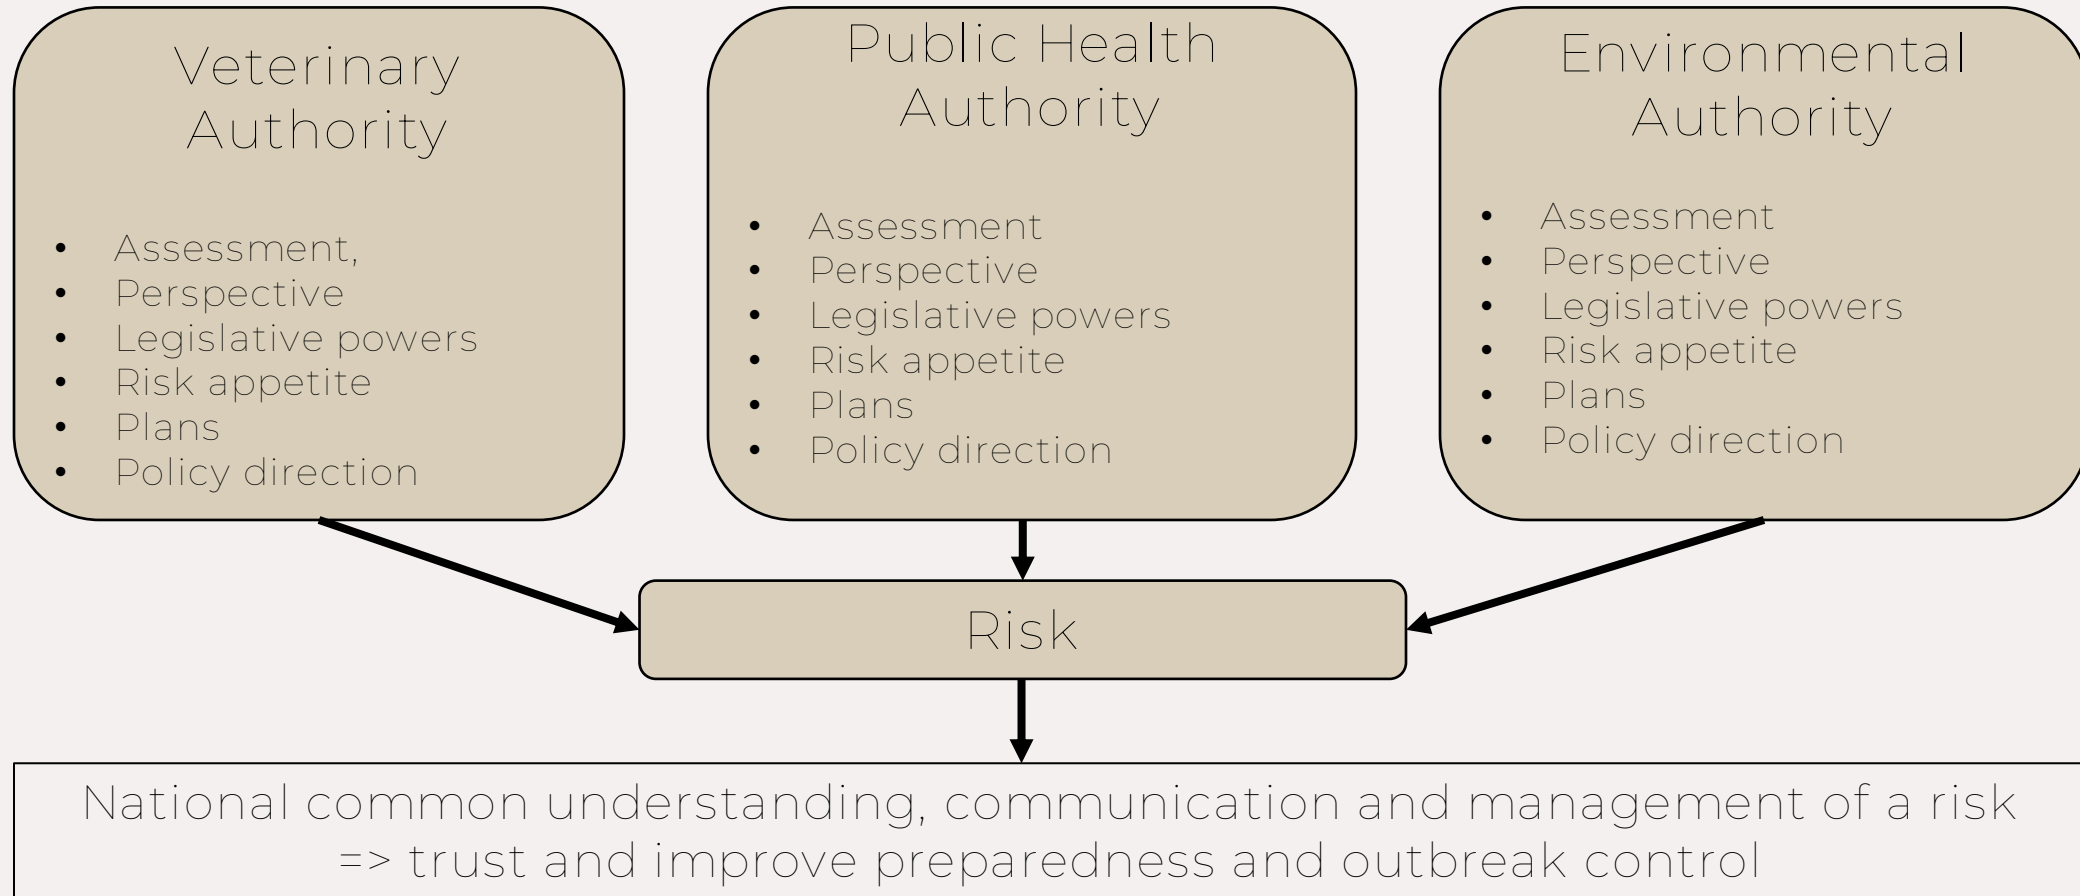 Veterinary
Authority
• Assessment,
• Perspective
• Legislative powers
• Risk appetite
• Plans
• Policy direction
Public Health
Authority
• Assessment
• Perspective
• Legislative powers
• Risk appetite
• Plans
• Policy direction
Environmental
Authority
• Assessment
• Perspective
• Legislative powers
• Risk appetite
• Plans
• Policy direction
Risk
National common understanding, communication and management of a risk
=> trust and improve preparedness and outbreak control